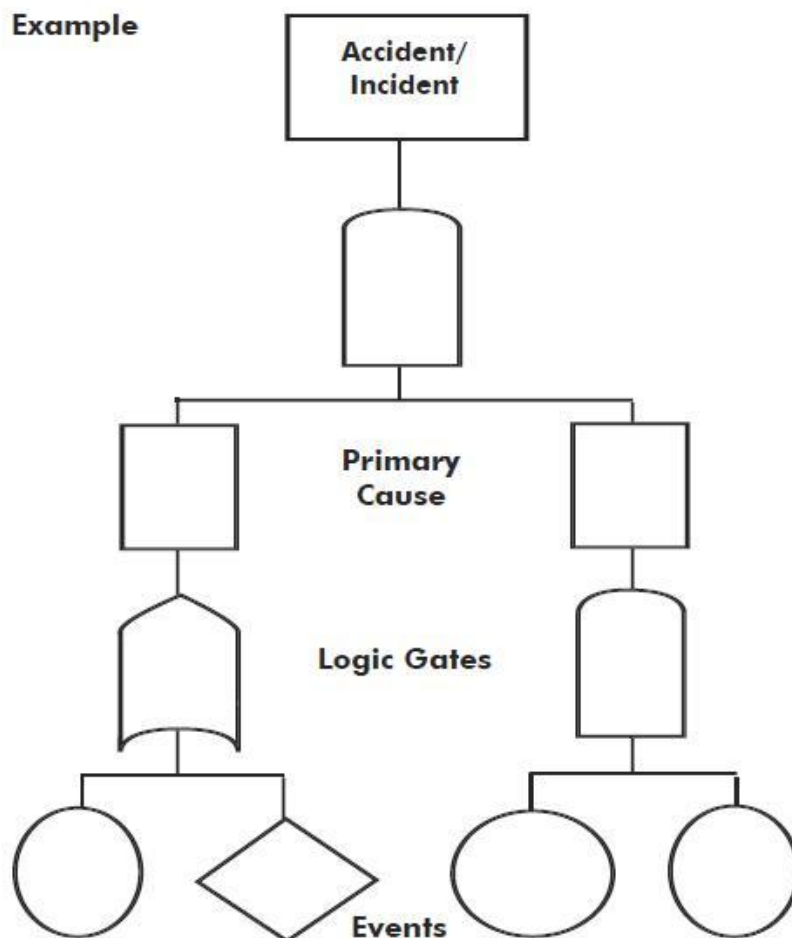 Example
Accident/
Incident
Primary
Cause
Logic Gates
Events